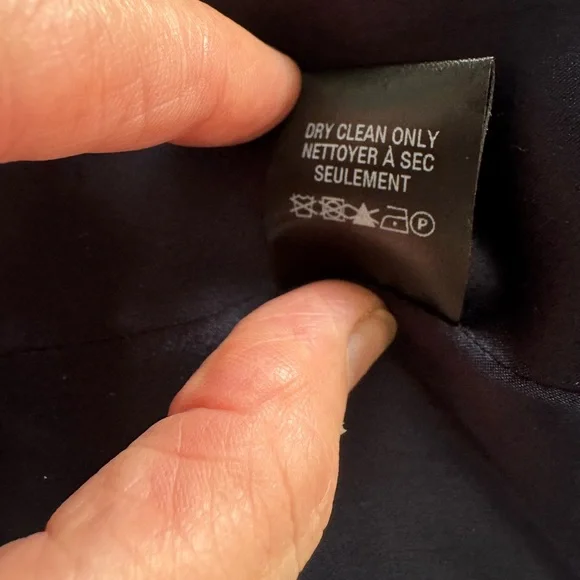 DRY CLEAN ONLY
NETTOYER À SEC
SEULEMENT
P